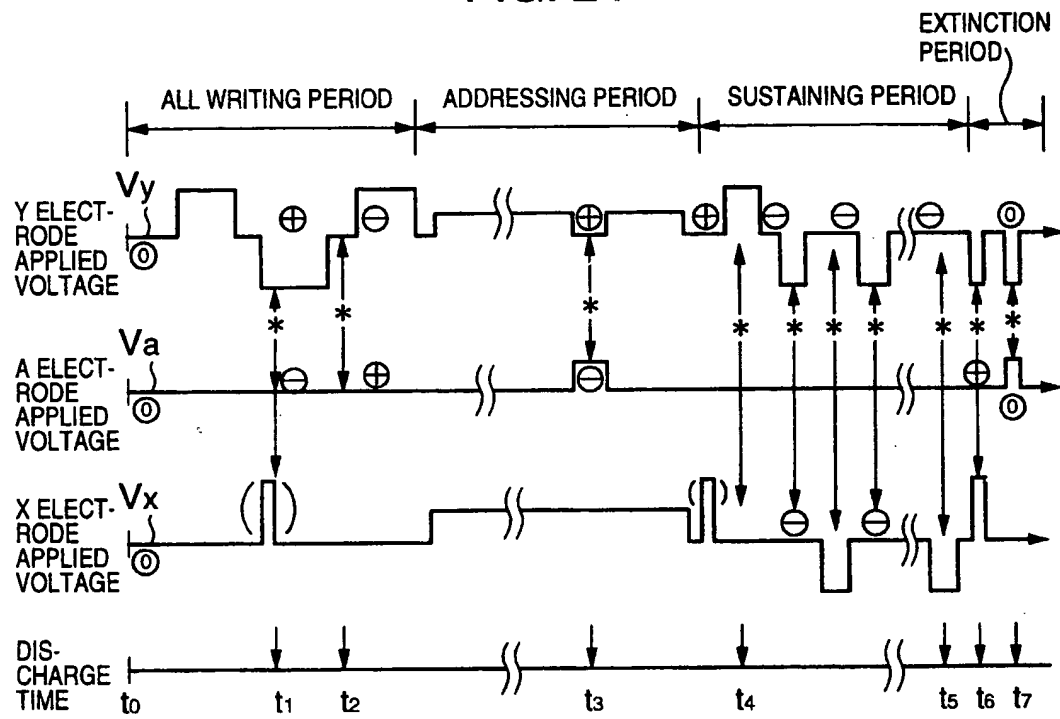 EXTINCTION
PERIOD
ALL WRITING PERIOD
ADDRESSING PERIOD
SUSTAINING PERIOD
Vy
Y ELECT-
RODE
APPLIED
VOLTAGE
0
+
−
+
+
−
−
−
0
* * * * * * * * * *
Va
A ELECT-
RODE
APPLIED
VOLTAGE
0
−
+
−
+
0
Vx
X ELECT-
RODE
APPLIED
VOLTAGE
0
( )
( )
−
−
DIS-
CHARGE
TIME
t0
t1
t2
t3
t4
t5
t6
t7